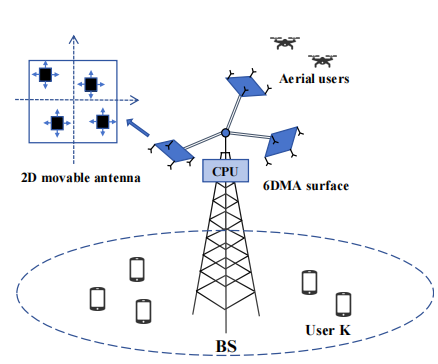 Aerial users
2D movable antenna
CPU
6DMA surface
User K
BS